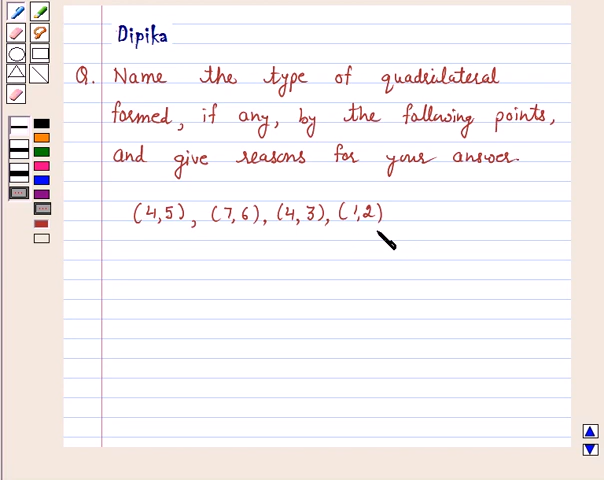 Dipika
Q. Name the type of quadrilateral
formed, if any, by the following points,
and give reasons for your answer.
(4,5), (7,6), (4,3), (1,2)